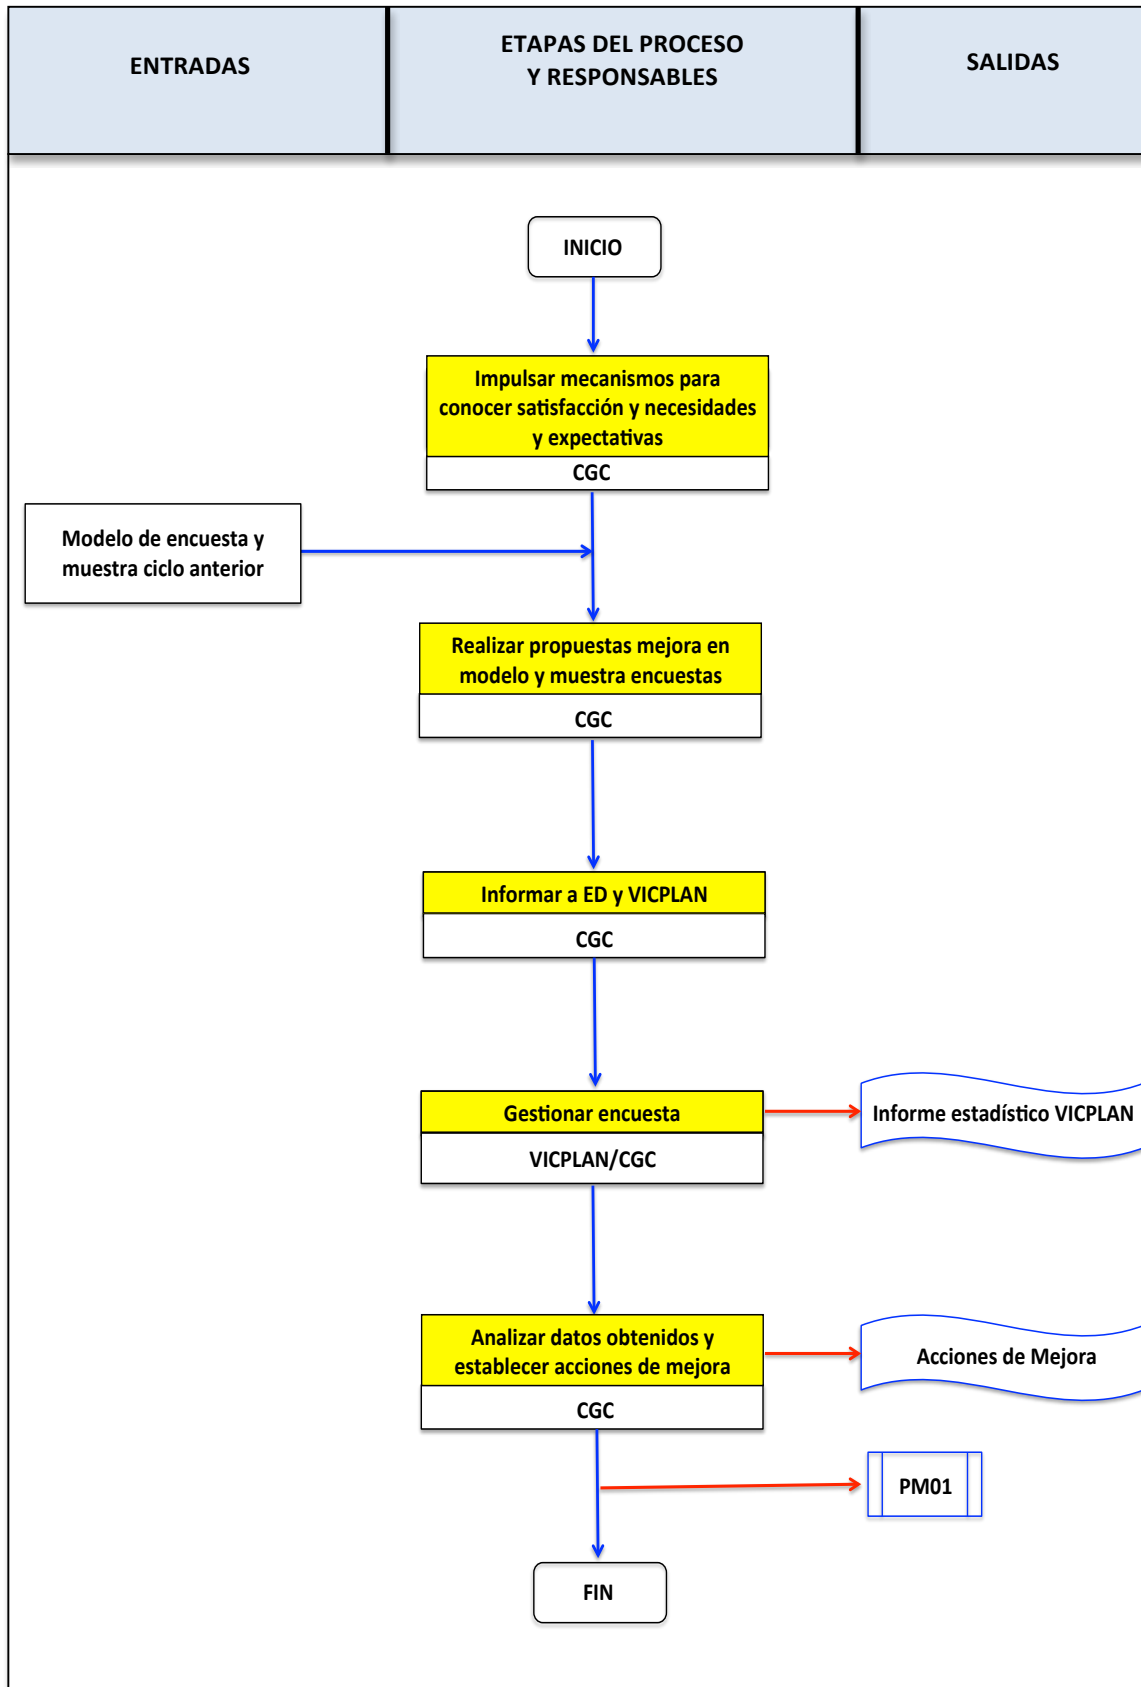 ENTRADAS
ETAPAS DEL PROCESO
Y RESPONSABLES
SALIDAS
INICIO
Impulsar mecanismos para
conocer satisfacción y necesidades
y expectativas
CGC
Modelo de encuesta y
muestra ciclo anterior
Realizar propuestas mejora en
modelo y muestra encuestas
CGC
Informar a ED y VICPLAN
CGC
Gestionar encuesta
VICPLAN/CGC
Informe estadístico VICPLAN
Analizar datos obtenidos y
establecer acciones de mejora
CGC
Acciones de Mejora
PM01
FIN